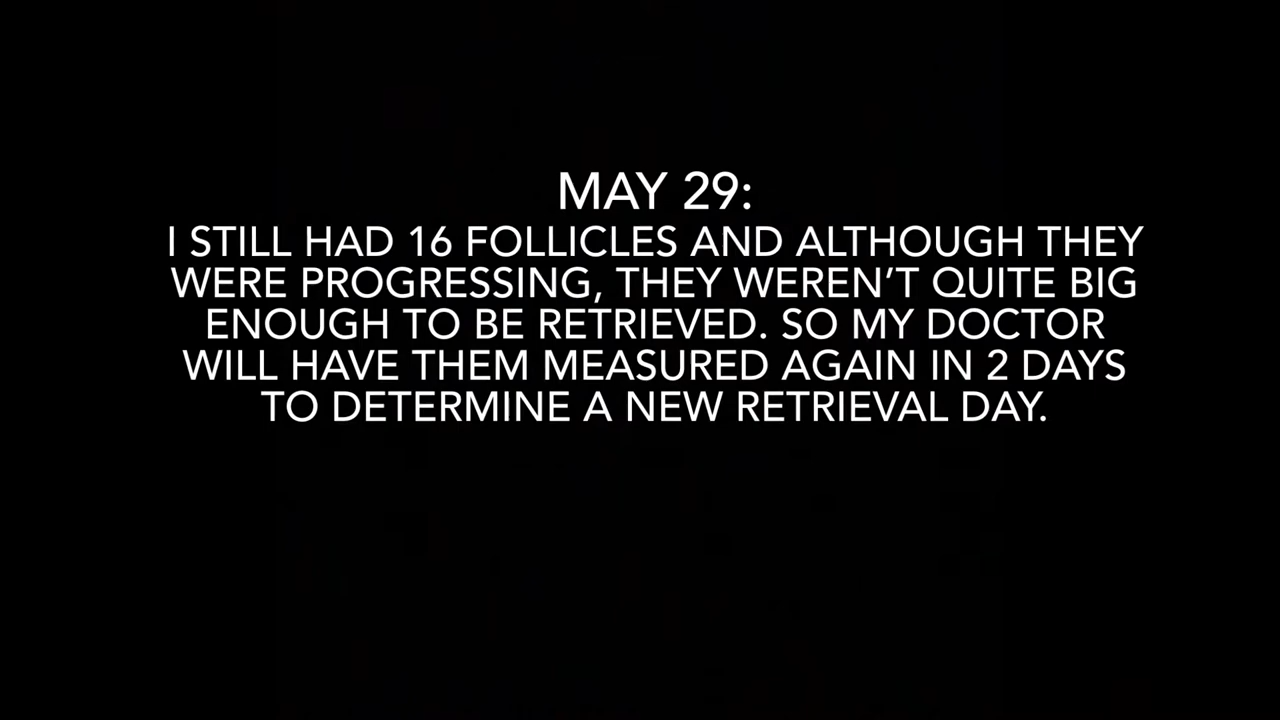 MAY 29:
I STILL HAD 16 FOLLICLES AND ALTHOUGH THEY
WERE PROGRESSING, THEY WEREN’T QUITE BIG
ENOUGH TO BE RETRIEVED. SO MY DOCTOR
WILL HAVE THEM MEASURED AGAIN IN 2 DAYS
TO DETERMINE A NEW RETRIEVAL DAY.